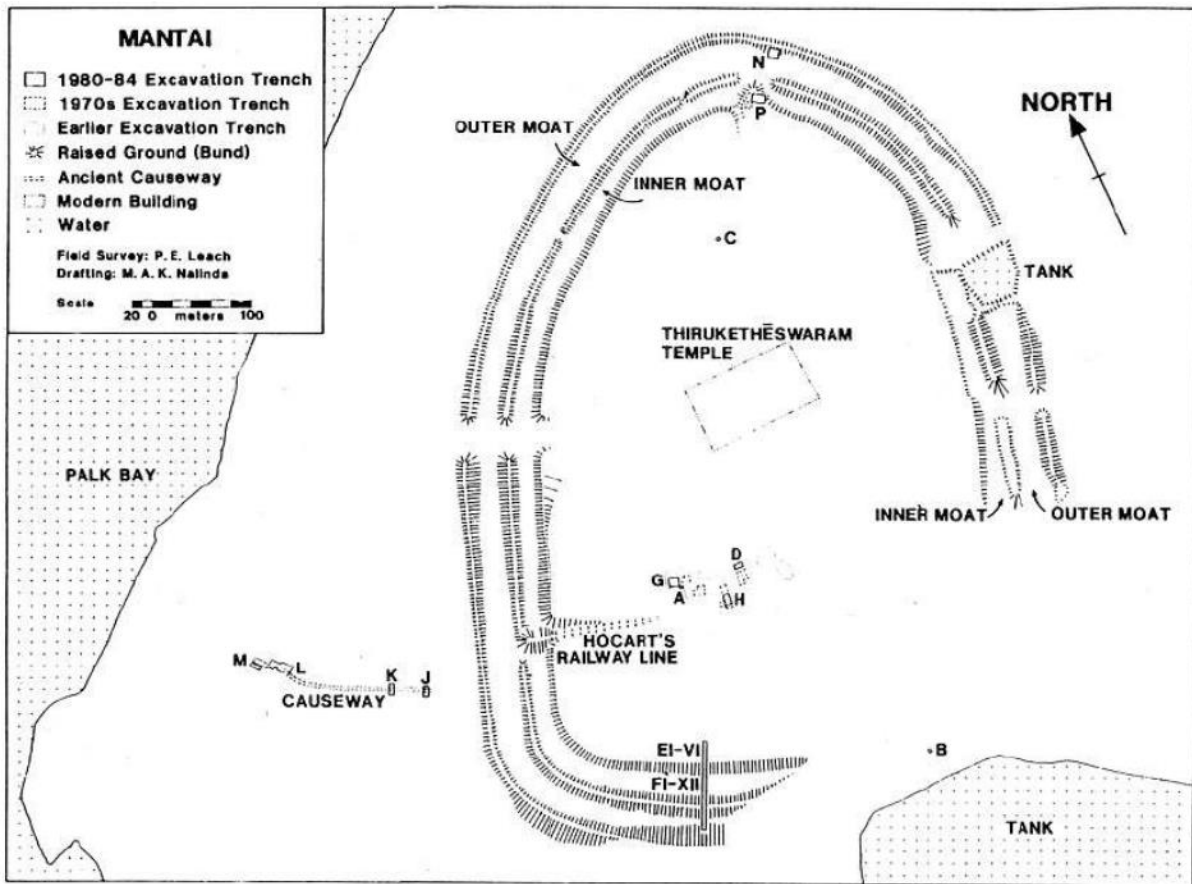 MANTAI
1980-84 Excavation Trench
1970s Excavation Trench
Earlier Excavation Trench
Raised Ground (Bund)
Ancient Causeway
Modern Building
Water
Field Survey: P.E. Leach
Drafting: M.A.K. Nalinda
Scale
20 0 meters 100
N
P
NORTH
OUTER MOAT
INNER MOAT
C
TANK
THIRUKETHĒSWARAM
TEMPLE
PALK BAY
INNER MOAT
OUTER MOAT
D
G
A
H
HOCART'S
RAILWAY LINE
M
L
K
J
CAUSEWAY
EI-VI
FI-XII
B
TANK